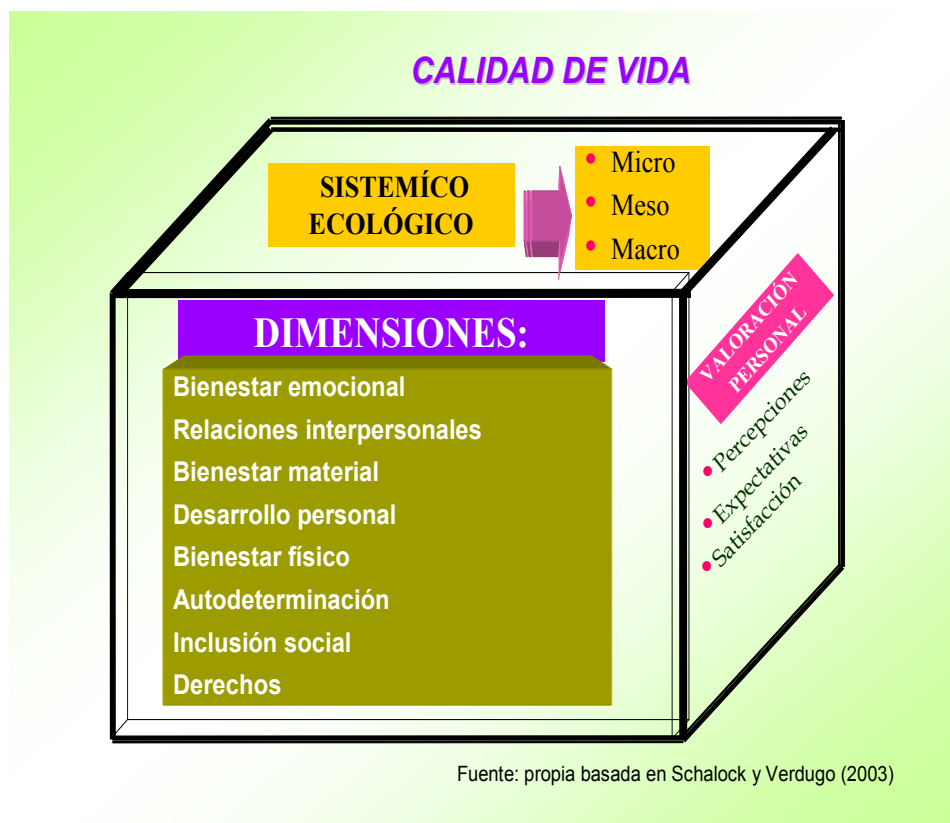 CALIDAD DE VIDA
SISTEMÍCO
ECOLÓGICO
• Micro
• Meso
• Macro
DIMENSIONES:
Bienestar emocional
Relaciones interpersonales
Bienestar material
Desarrollo personal
Bienestar físico
Autodeterminación
Inclusión social
Derechos
VALORACIÓN
PERSONAL
• Percepciones
• Expectativas
• Satisfacción
Fuente: propia basada en Schalock y Verdugo (2003)